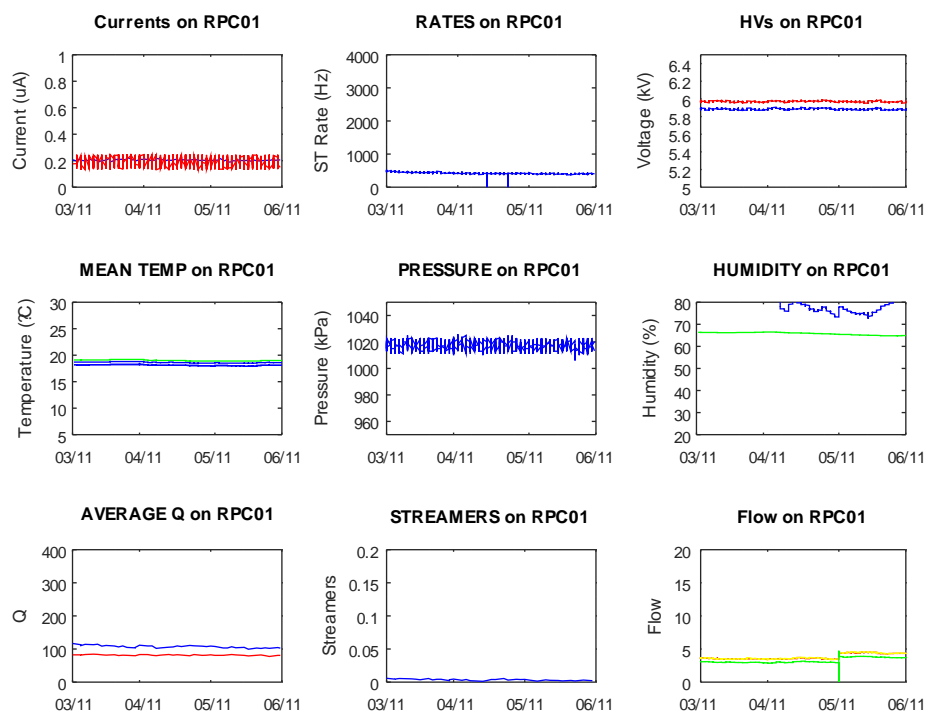 Currents on RPC01
1
0.8
0.6
0.4
0.2
0
Current (uA)
03/11 04/11 05/11 06/11
RATES on RPC01
4000
3000
2000
1000
0
ST Rate (Hz)
03/11 04/11 05/11 06/11
HVs on RPC01
6.4
6.2
6
5.8
5.6
5.4
5.2
5
Voltage (kV)
03/11 04/11 05/11 06/11
MEAN TEMP on RPC01
30
25
20
15
10
5
Temperature (?C)
03/11 04/11 05/11 06/11
PRESSURE on RPC01
1040
1020
1000
980
960
Pressure (kPa)
03/11 04/11 05/11 06/11
HUMIDITY on RPC01
80
70
60
50
40
30
20
Humidity (%)
03/11 04/11 05/11 06/11
AVERAGE Q on RPC01
400
300
200
100
0
Q
03/11 04/11 05/11 06/11
STREAMERS on RPC01
0.2
0.15
0.1
0.05
0
Streamers
03/11 04/11 05/11 06/11
Flow on RPC01
20
15
10
5
0
Flow
03/11 04/11 05/11 06/11